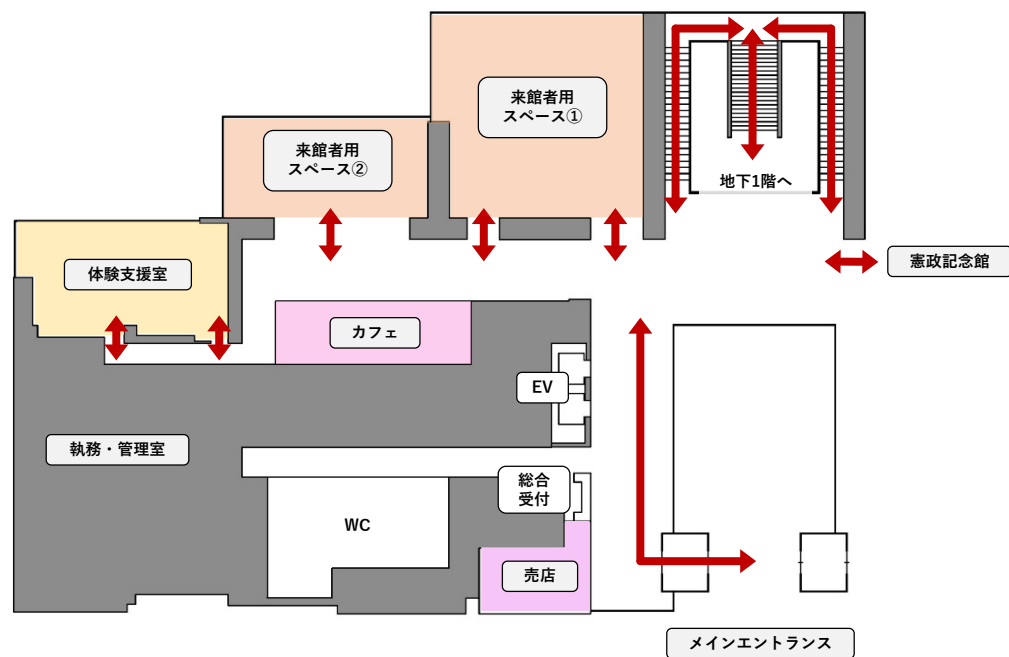 来館者用
スペース①
来館者用
スペース②
地下1階へ
体験支援室
憲政記念館
カフェ
EV
執務・管理室
総合
受付
WC
売店
メインエントランス